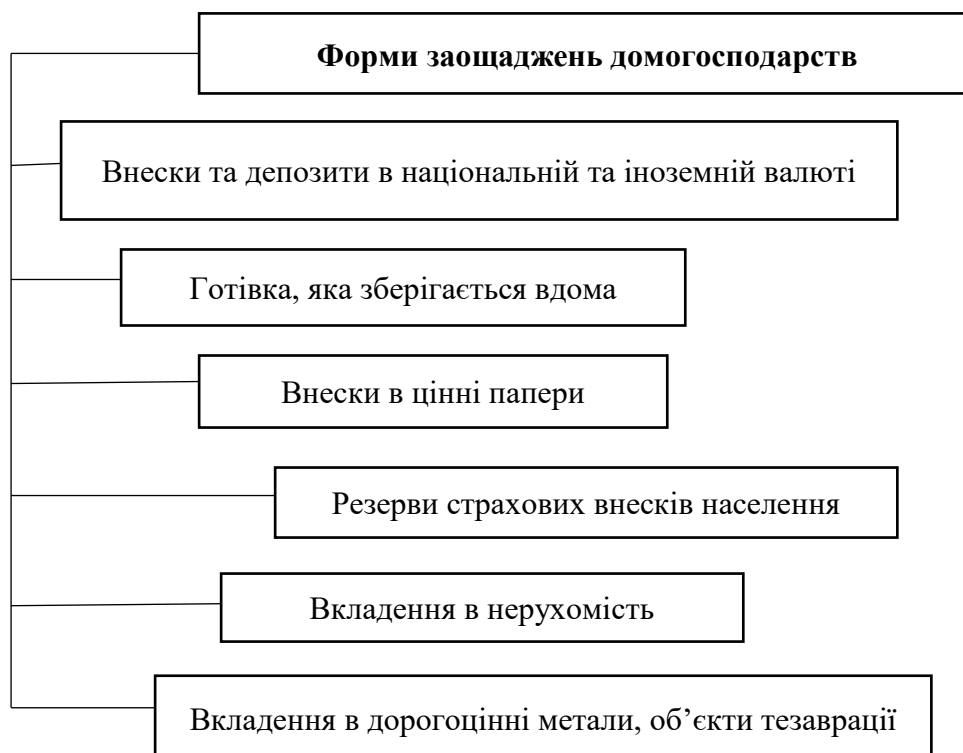 Форми заощаджень домогосподарств
Внески та депозити в національній та іноземній валюті
Готівка, яка зберігається вдома
Внески в цінні папери
Резерви страхових внесків населення
Вкладення в нерухомість
Вкладення в дорогоцінні метали, об’єкти тезаврації